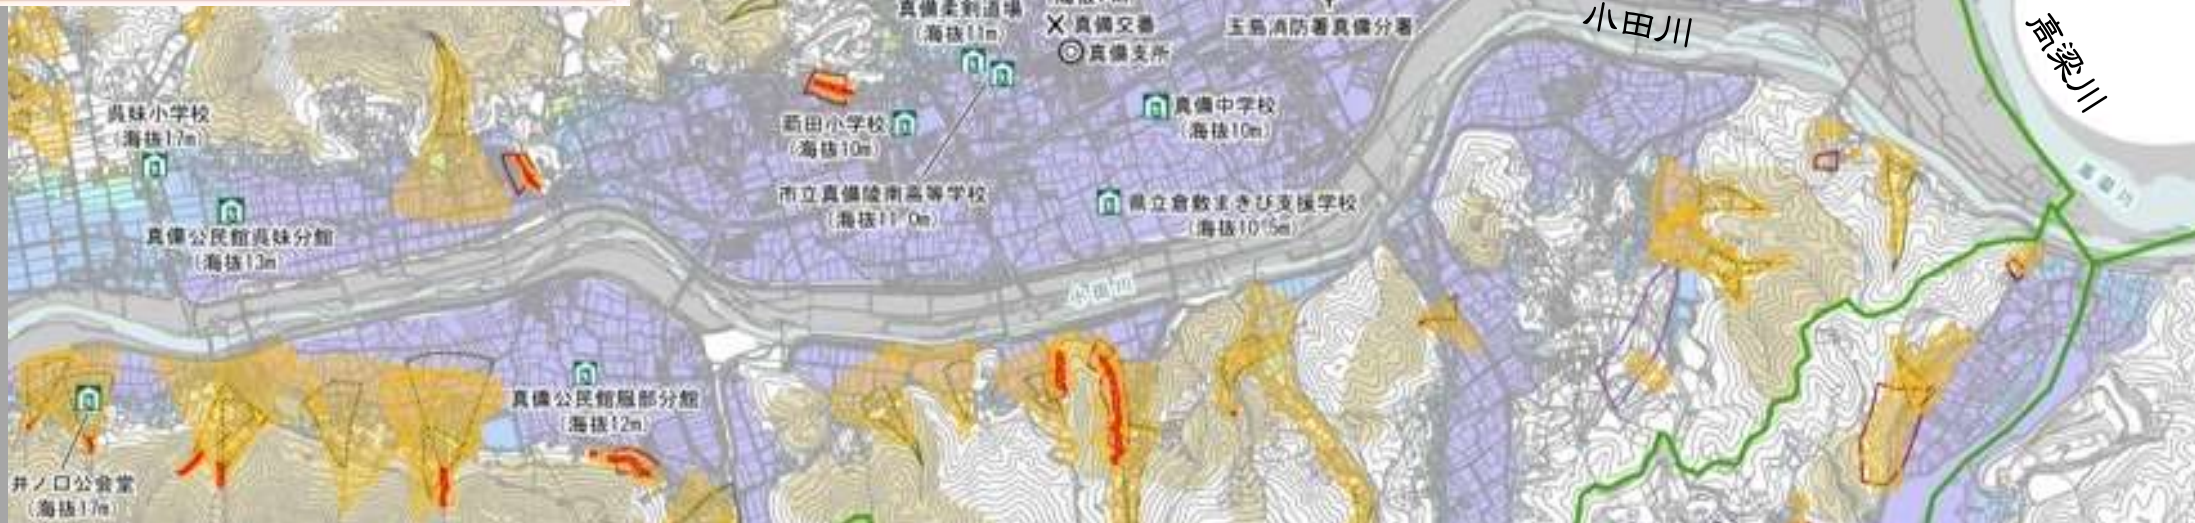 真備柔剣道場
(海抜11m)
真備交番
真備支所
玉島消防署真備分署
小田川
高梁川
呉妹小学校
(海抜17m)
薗田小学校
(海抜10m)
真備中学校
(海抜10m)
市立真備陵南高等学校
(海抜11.0m)
県立倉敷まきび支援学校
(海抜10.5m)
真備公民館呉妹分館
(海抜13m)
小田川
真備公民館服部分館
(海抜12m)
井ノ口公会堂
(海抜17m)